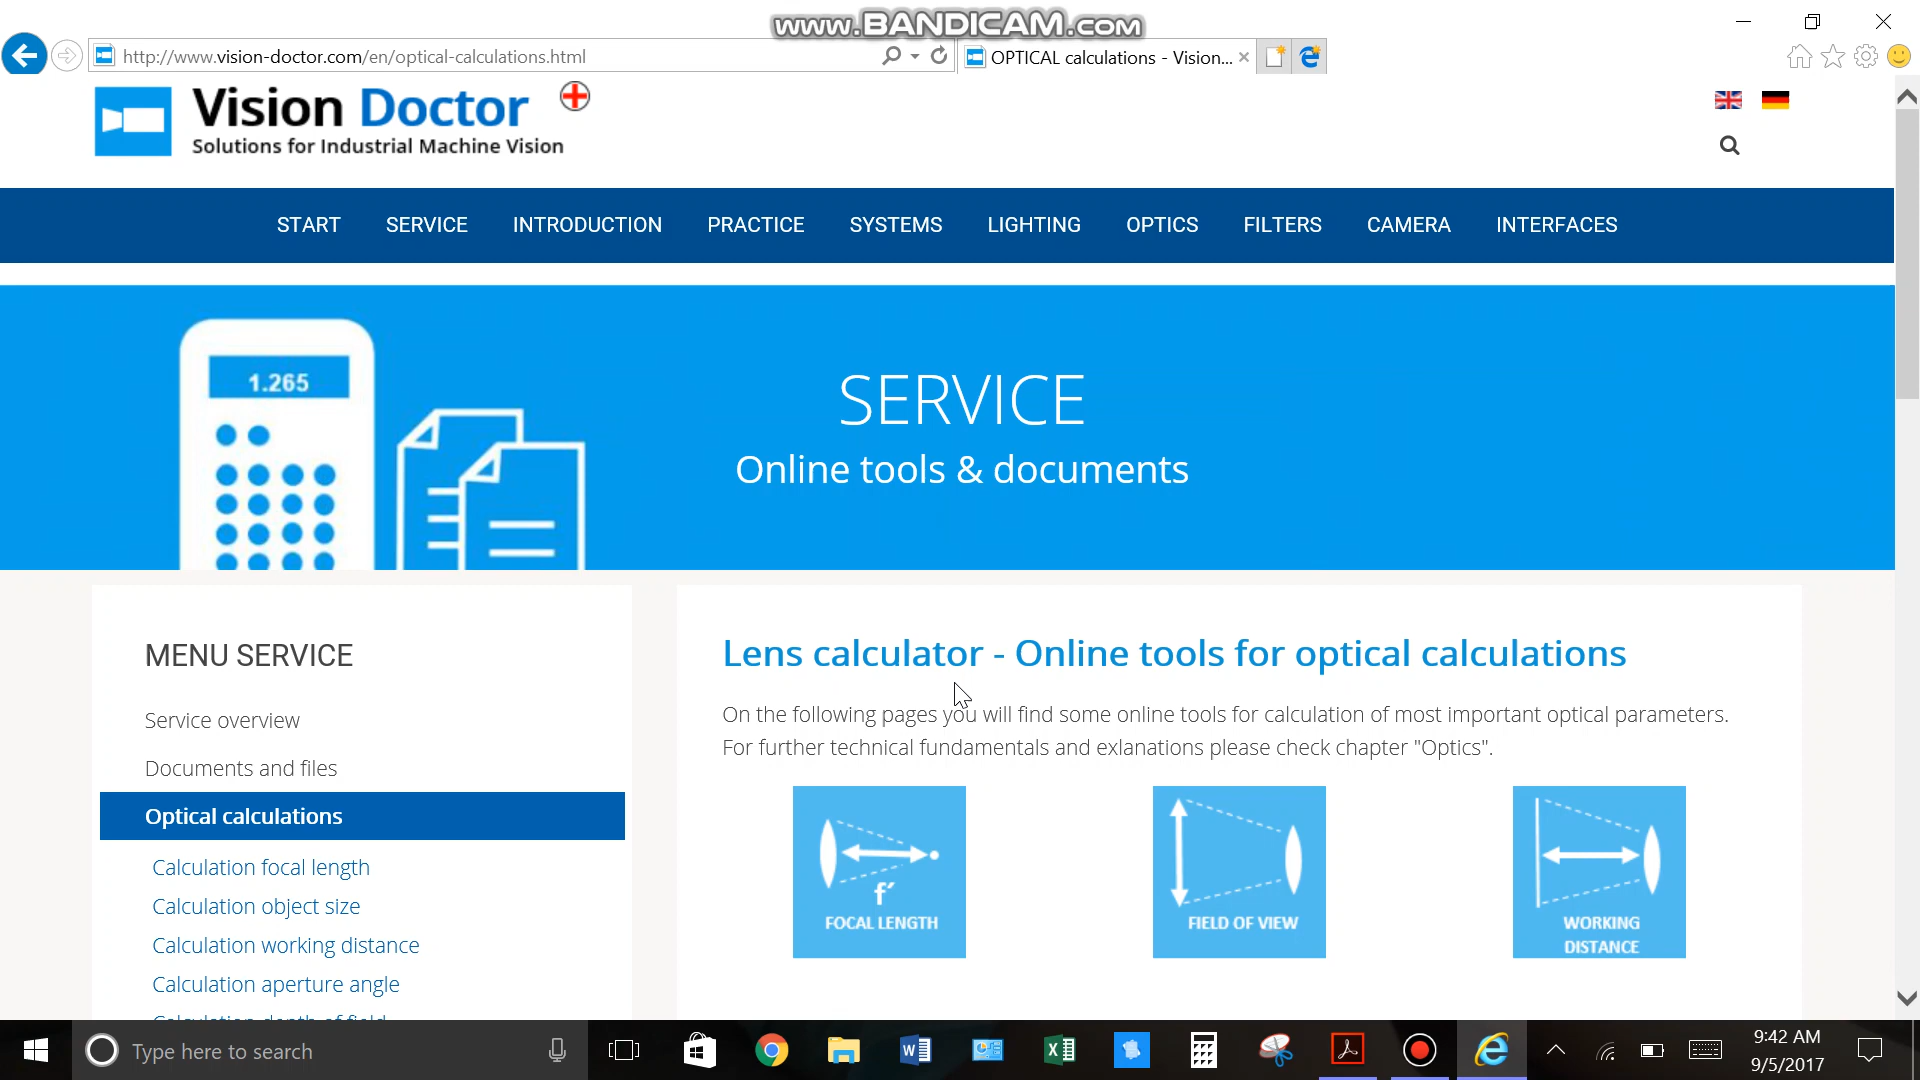 www.BANDICAM.com
http://www.vision-doctor.com/en/optical-calculations.html
OPTICAL calculations - Vision...
Vision Doctor
Solutions for Industrial Machine Vision
START SERVICE INTRODUCTION PRACTICE SYSTEMS LIGHTING OPTICS FILTERS CAMERA INTERFACES
1.265
SERVICE
Online tools & documents
MENU SERVICE
Service overview
Documents and files
Optical calculations
Calculation focal length
Calculation object size
Calculation working distance
Calculation aperture angle
Calculation depth of field
Lens calculator - Online tools for optical calculations
On the following pages you will find some online tools for calculation of most important optical parameters.
For further technical fundamentals and exlanations please check chapter "Optics".
f´
FOCAL LENGTH
FIELD OF VIEW
WORKING
DISTANCE
Type here to search
9:42 AM
9/5/2017